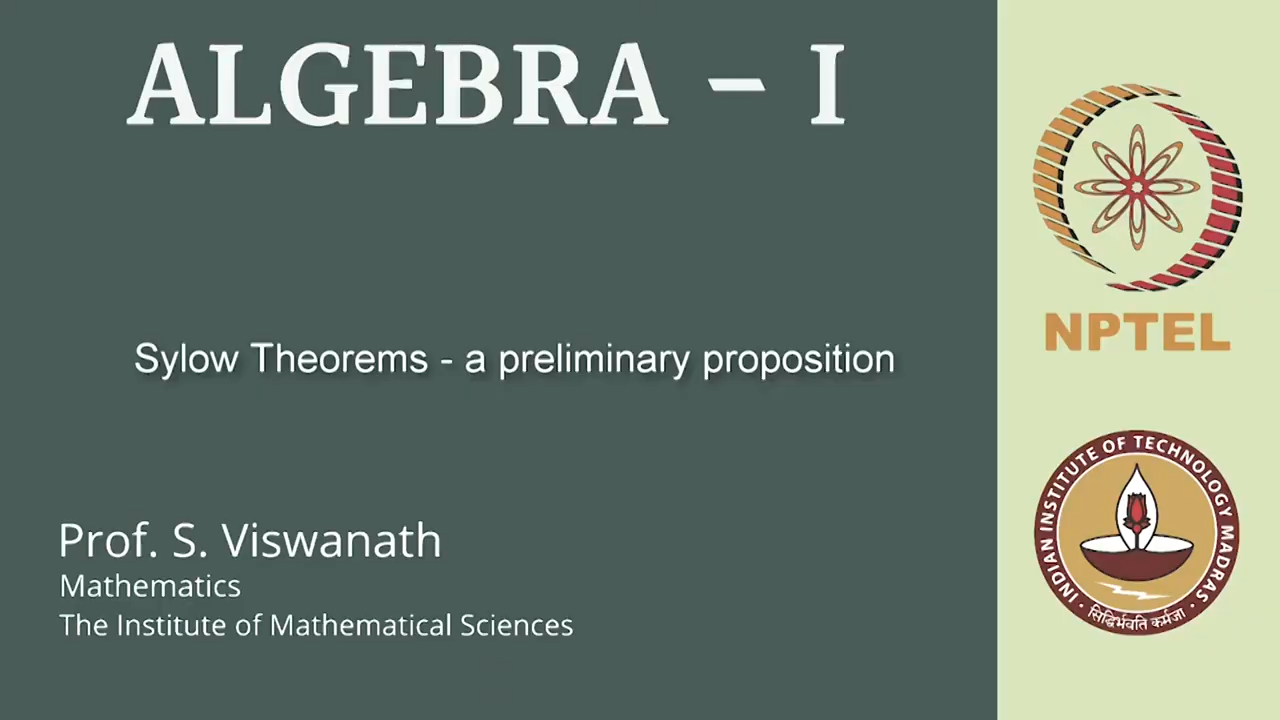 ALGEBRA - I
Sylow Theorems - a preliminary proposition
Prof. S. Viswanath
Mathematics
The Institute of Mathematical Sciences
NPTEL
INDIAN INSTITUTE OF TECHNOLOGY MADRAS
सिद्धिर्भवति कर्मजा